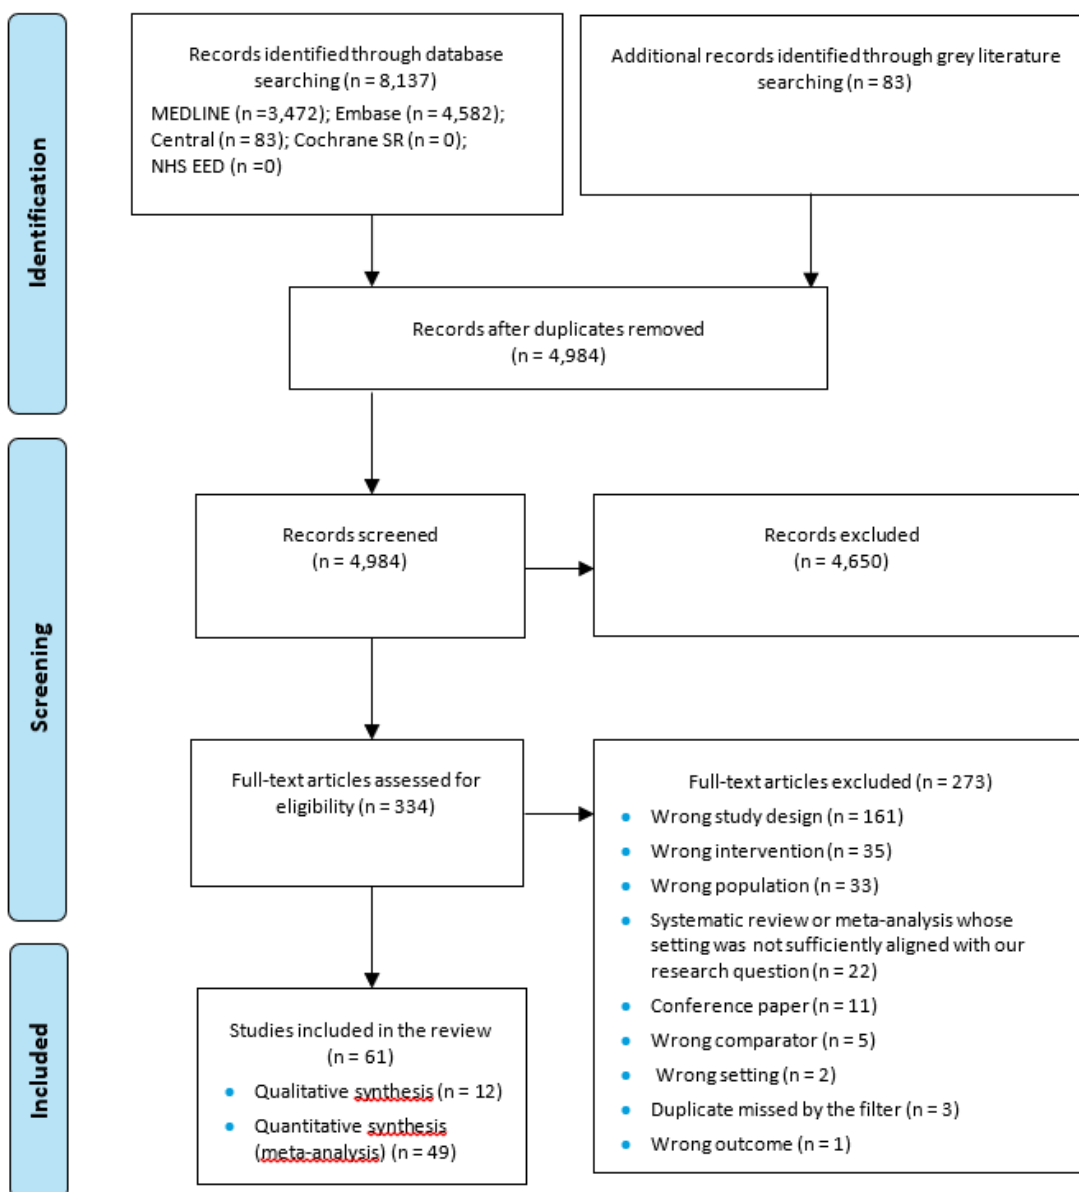 Identification
Records identified through database
searching (n = 8,137)
MEDLINE (n =3,472); Embase (n = 4,582);
Central (n = 83); Cochrane SR (n = 0);
NHS EED (n =0)
Additional records identified through grey literature
searching (n = 83)
Records after duplicates removed
(n = 4,984)
Screening
Records screened
(n = 4,984)
Records excluded
(n = 4,650)
Full-text articles assessed for
eligibility (n = 334)
Full-text articles excluded (n = 273)
• Wrong study design (n = 161)
• Wrong intervention (n = 35)
• Wrong population (n = 33)
• Systematic review or meta-analysis whose
setting was not sufficiently aligned with our
research question (n = 22)
• Conference paper (n = 11)
• Wrong comparator (n = 5)
• Wrong setting (n = 2)
• Duplicate missed by the filter (n = 3)
• Wrong outcome (n = 1)
Included
Studies included in the review
(n = 61)
• Qualitative synthesis (n = 12)
• Quantitative synthesis
(meta-analysis) (n = 49)